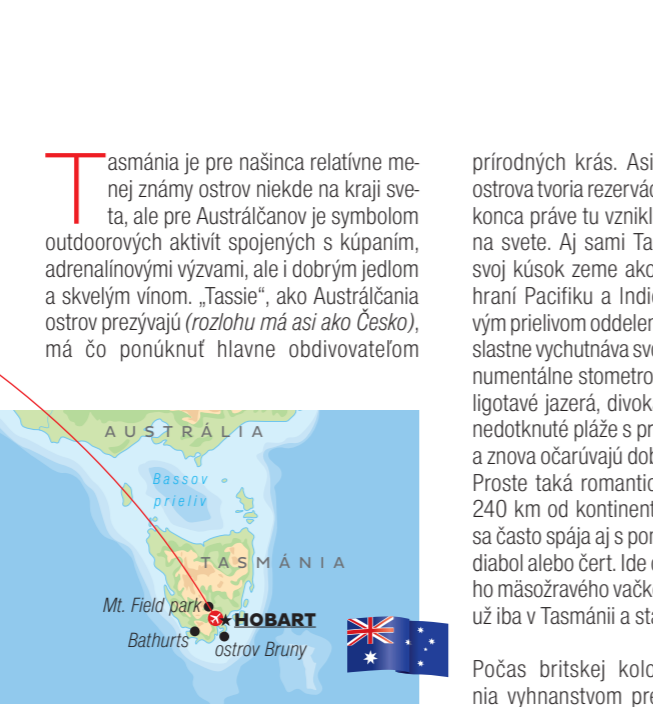 Tasmánia je pre našinca relatívne me-
nej známy ostrov niekde na kraji sve-
ta, ale pre Austrálčanov je symbolom
outdoorových aktivít spojených s kúpaním,
adrenalínovými výzvami, ale i dobrým jedlom
a skvelým vínom. „Tassie“, ako Austrálčania
ostrov prezývajú (rozlohu má asi ako Česko),
má čo ponúknuť hlavne obdivovateľom
AUSTRÁLIA
Bassov
prieliv
TASMÁNIA
Mt. Field park
HOBART
Bathurts
ostrov Bruny
prírodných krás. Asi
ostrova tvoria rezervác
konca práve tu vznikl
na svete. Aj sami Ta
svoj kúsok zeme ako
hraní Pacifiku a Indic
vým prielivom oddelen
slastne vychutnáva svo
numentálne stometro
ligotavé jazerá, divok
nedotknuté pláže s pr
a znova očarúvajú dob
Proste taká romantic
240 km od kontinent
sa často spája aj s por
diabol alebo čert. Ide o
ho mäsožravého vačko
už iba v Tasmánii a sta
Počas britskej kolo
nia vyhnanstvom pre